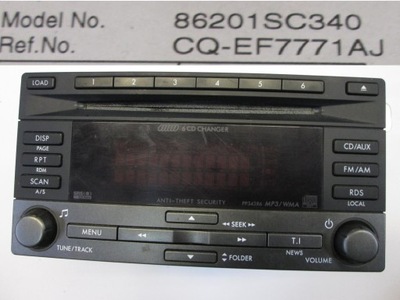 Model No. 86201SC340
Ref.No. CQ-EF7771AJ
LOAD 1 2 3 4 5 6
6 CD CHANGER
DISP
PAGE
CD/AUX
RPT
RDM
FM/AM
SCAN
A/S
RDS
LOCAL
ANTI-THEFT SECURITY MP3/WMA
SEEK
MENU
T.I
NEWS
TUNE/TRACK
FOLDER
VOLUME